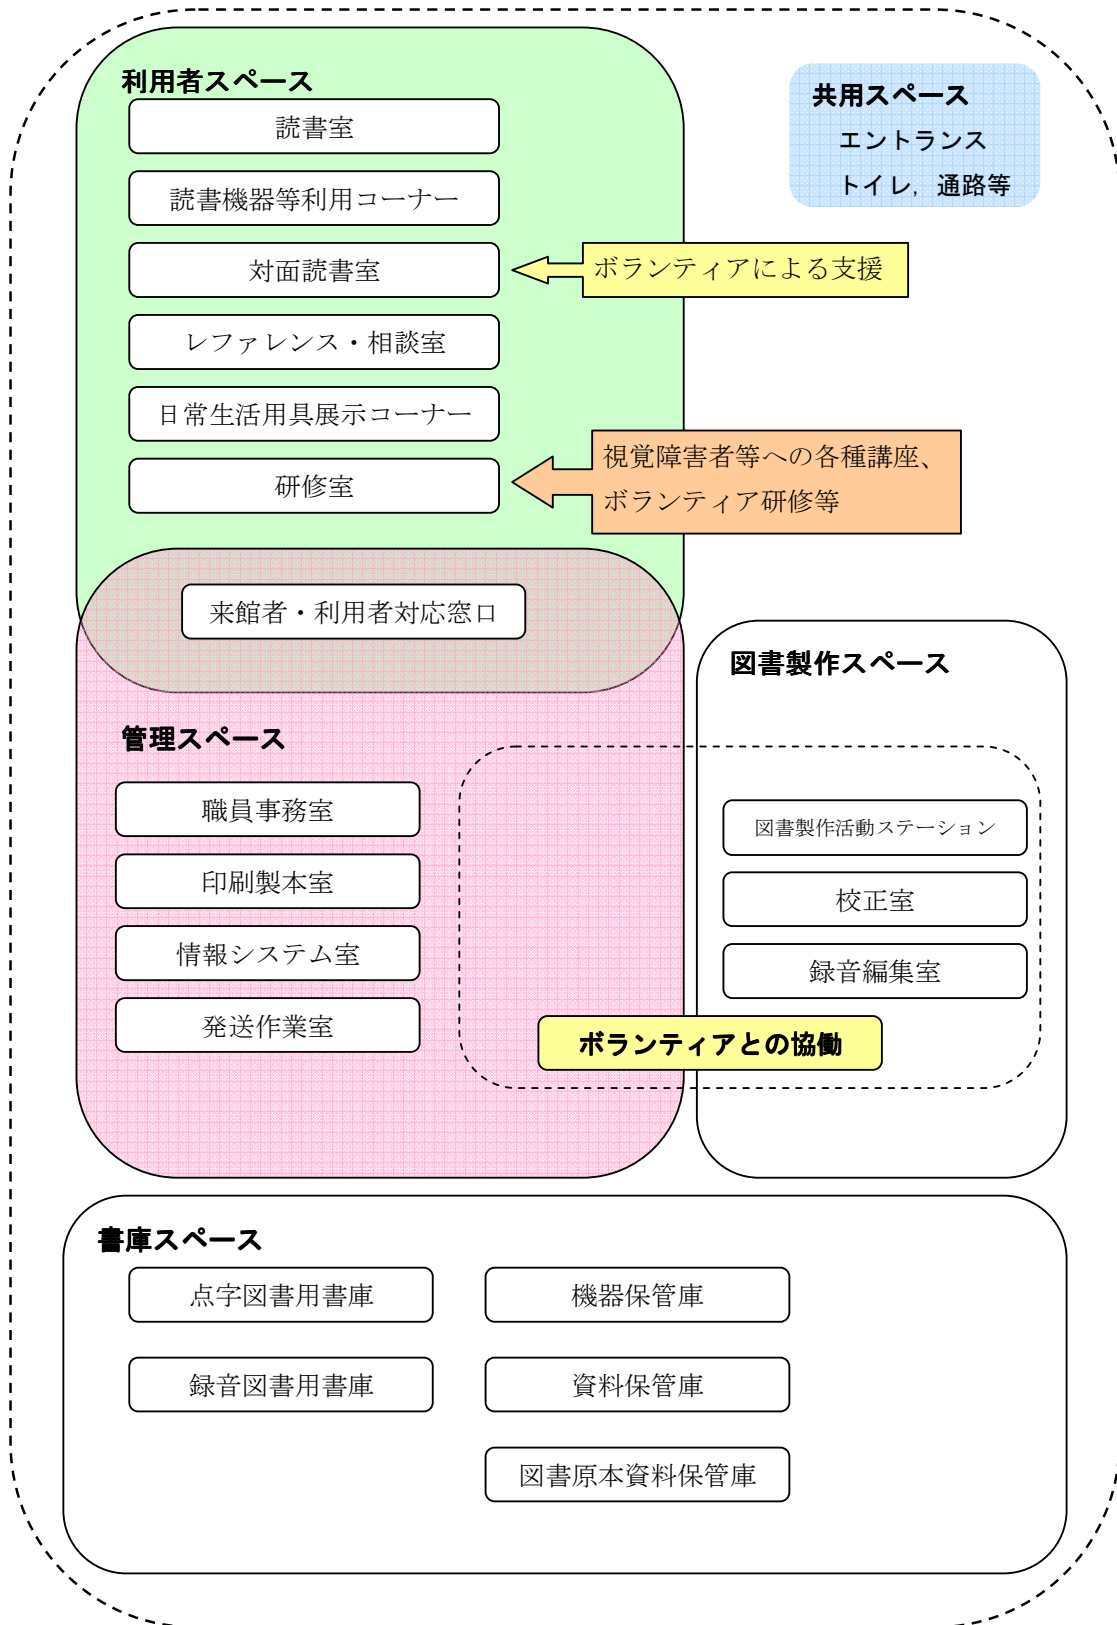 利用者スペース
読書室
読書機器等利用コーナー
対面読書室
レファレンス・相談室
日常生活用具展示コーナー
研修室
共用スペース
エントランス
トイレ，通路等
ボランティアによる支援
視覚障害者等への各種講座、
ボランティア研修等
来館者・利用者対応窓口
管理スペース
職員事務室
印刷製本室
情報システム室
発送作業室
図書製作スペース
図書製作活動ステーション
校正室
録音編集室
ボランティアとの協働
書庫スペース
点字図書用書庫
録音図書用書庫
機器保管庫
資料保管庫
図書原本資料保管庫